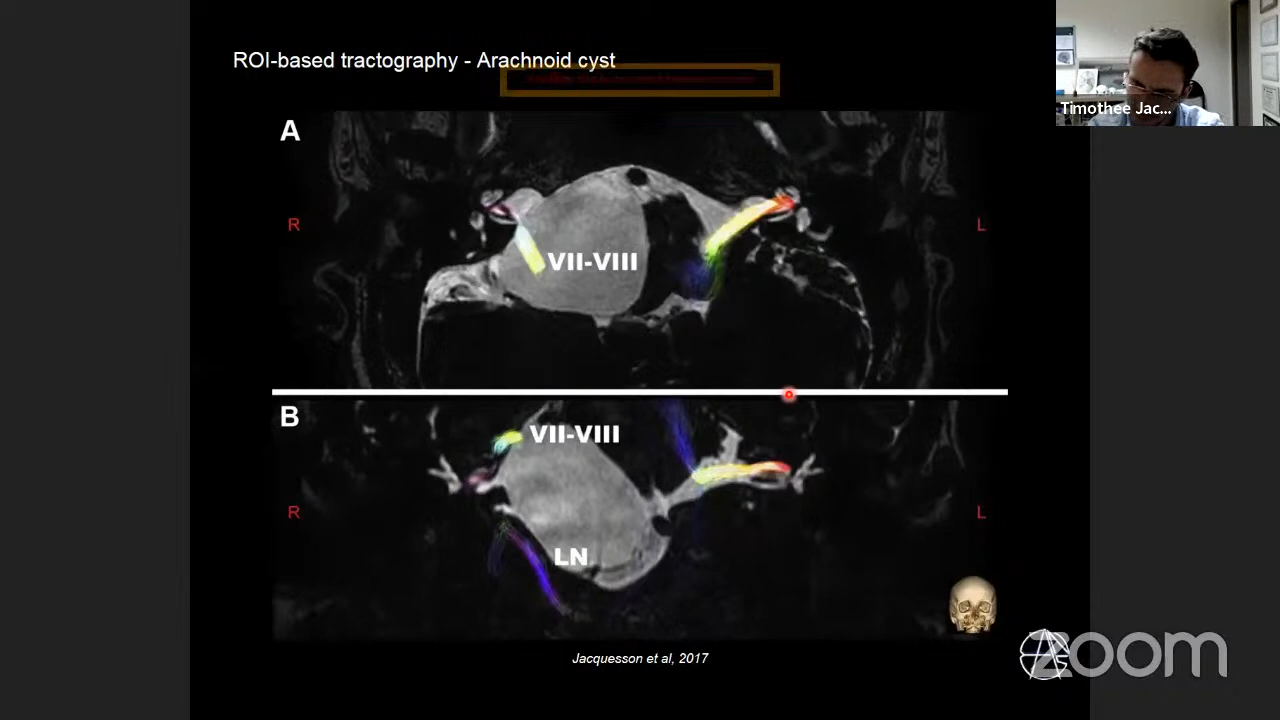 ROI-based tractography - Arachnoid cyst
Timothee Jac...
A
R
L
VII-VIII
B
VII-VIII
R
L
LN
Jacquesson et al, 2017
zoom